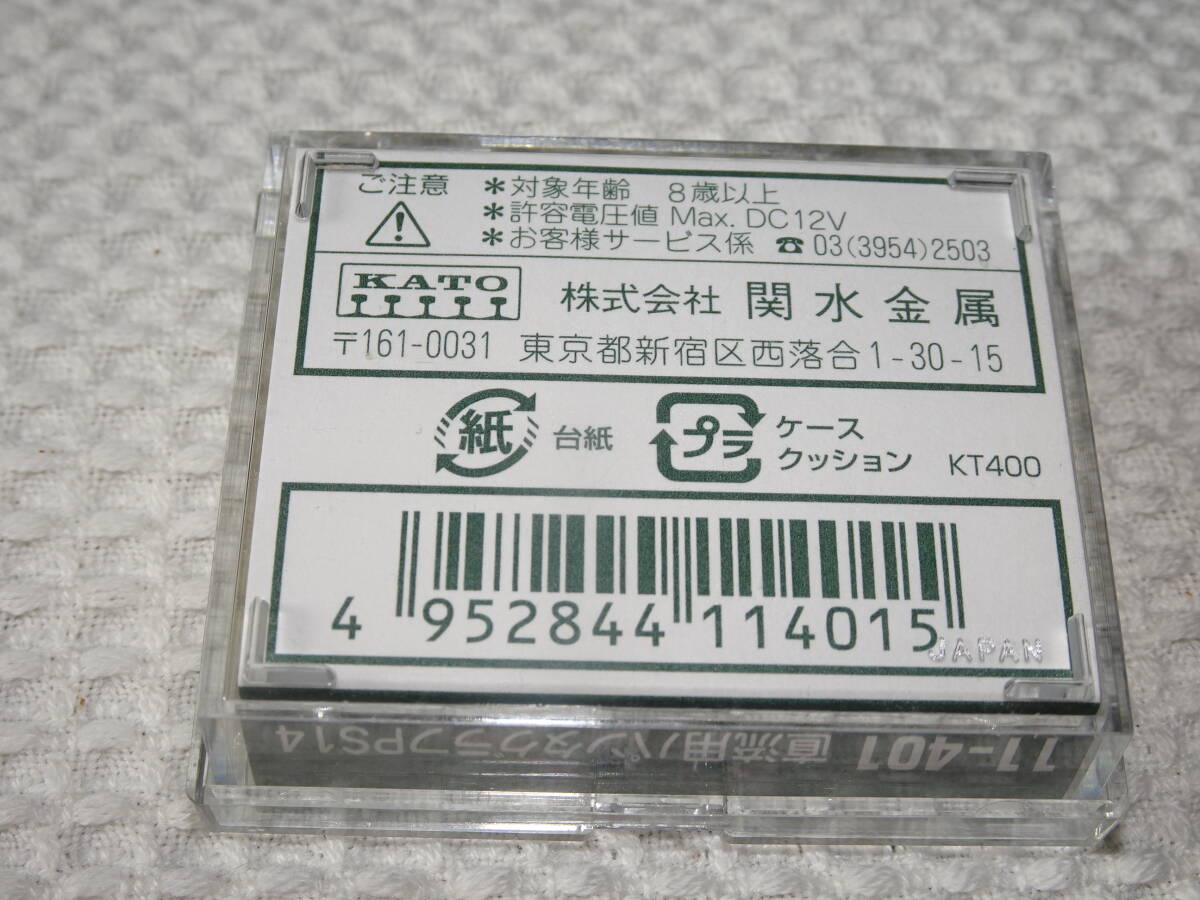 ご注意
＊対象年齢 8歳以上
＊許容電圧値 Max. DC12V
＊お客様サービス係 ☎ 03(3954)2503
KATO
株式会社 関水金属
〒161-0031 東京都新宿区西落合1-30-15
紙 台紙
プラ ケース
クッション
KT400
4 952844 114015
JAPAN
11-401 直流用パンタグラフPS14